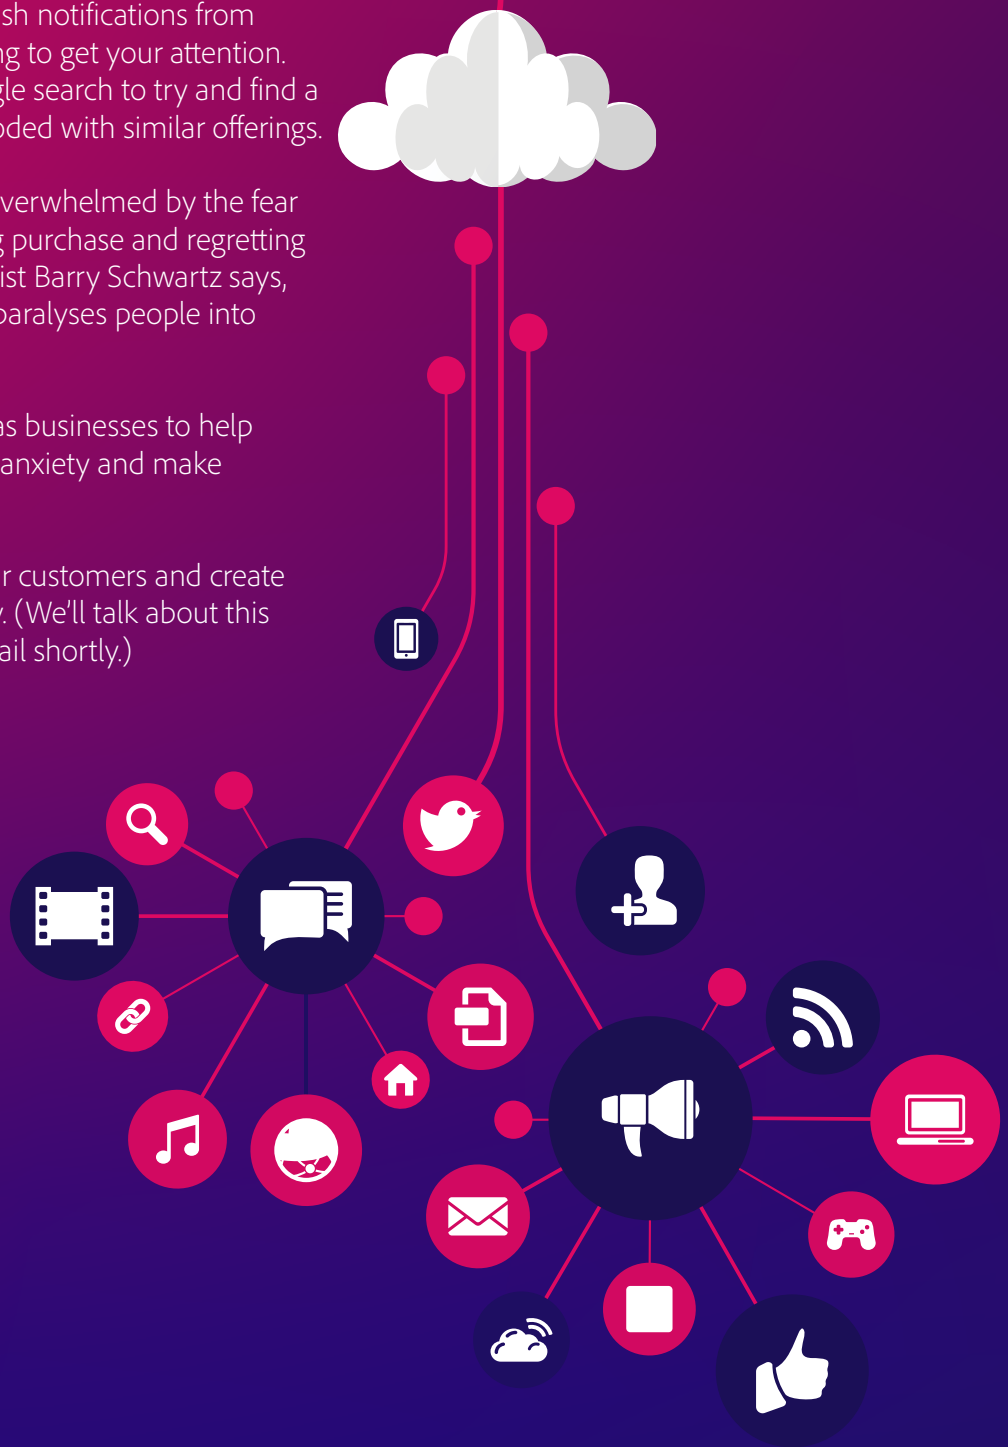 sh notifications from
ng to get your attention.
gle search to try and find a
oded with similar offerings.
verwhelmed by the fear
g purchase and regretting
ist Barry Schwartz says,
paralyses people into
as businesses to help
anxiety and make
r customers and create
y. (We'll talk about this
ail shortly.)